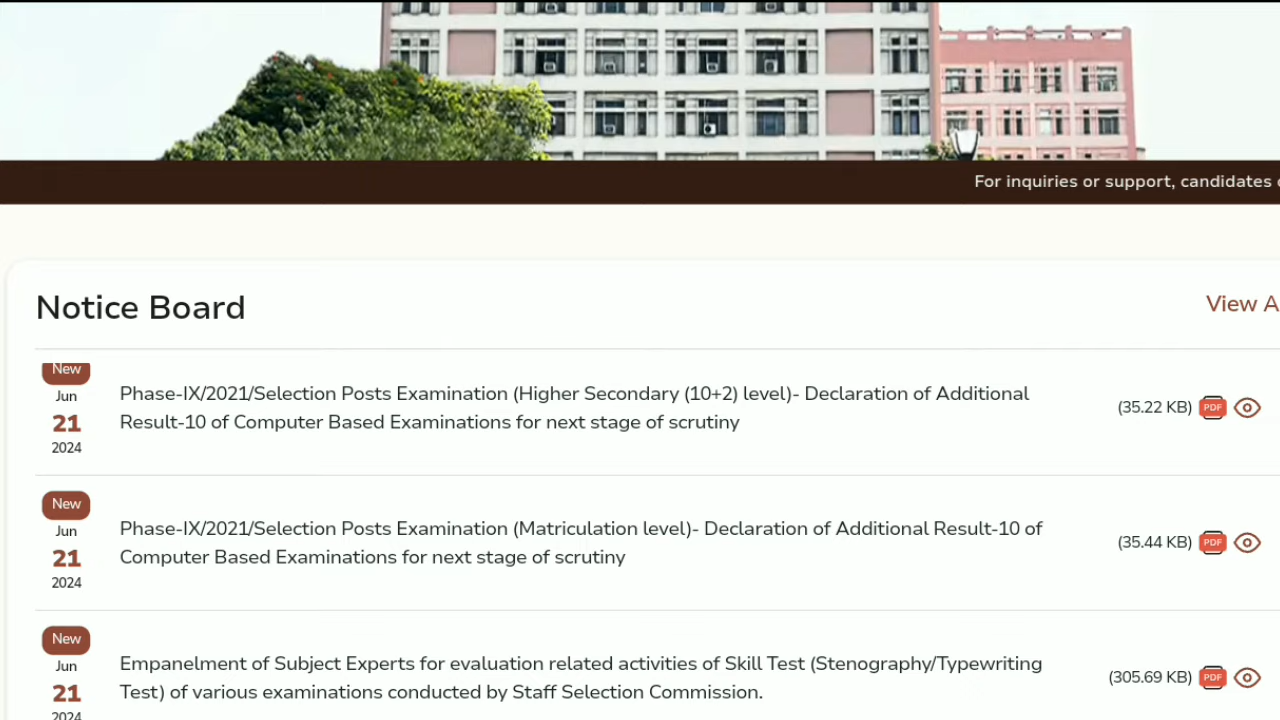 For inquiries or support, candidates
Notice Board
View A
New
Jun
21
2024
Phase-IX/2021/Selection Posts Examination (Higher Secondary (10+2) level)- Declaration of Additional
Result-10 of Computer Based Examinations for next stage of scrutiny
(35.22 KB) PDF
New
Jun
21
2024
Phase-IX/2021/Selection Posts Examination (Matriculation level)- Declaration of Additional Result-10 of
Computer Based Examinations for next stage of scrutiny
(35.44 KB) PDF
New
Jun
21
2024
Empanelment of Subject Experts for evaluation related activities of Skill Test (Stenography/Typewriting
Test) of various examinations conducted by Staff Selection Commission.
(305.69 KB) PDF